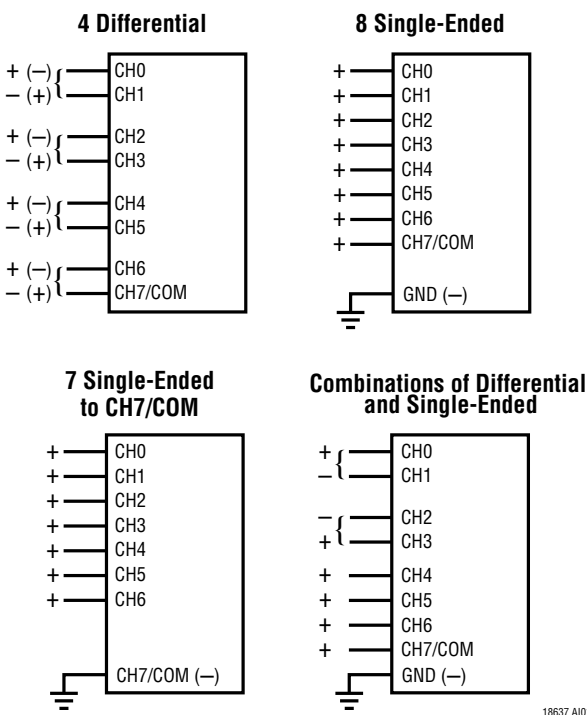 4 Differential
+ (–)
– (+)
+ (–)
– (+)
+ (–)
– (+)
+ (–)
– (+)
CH0
CH1
CH2
CH3
CH4
CH5
CH6
CH7/COM
8 Single-Ended
+
+
+
+
+
+
+
+
CH0
CH1
CH2
CH3
CH4
CH5
CH6
CH7/COM
GND (–)
7 Single-Ended
to CH7/COM
+
+
+
+
+
+
+
CH0
CH1
CH2
CH3
CH4
CH5
CH6
CH7/COM (–)
Combinations of Differential
and Single-Ended
+
–
–
+
+
+
+
+
CH0
CH1
CH2
CH3
CH4
CH5
CH6
CH7/COM
GND (–)
18637 AI0